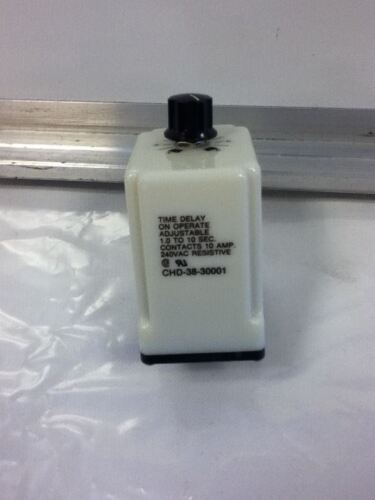 TIME DELAY
ON OPERATE
ADJUSTABLE
1.0 TO 10 SEC.
CONTACTS 10 AMP.
240VAC RESISTIVE
CHD-38-30001